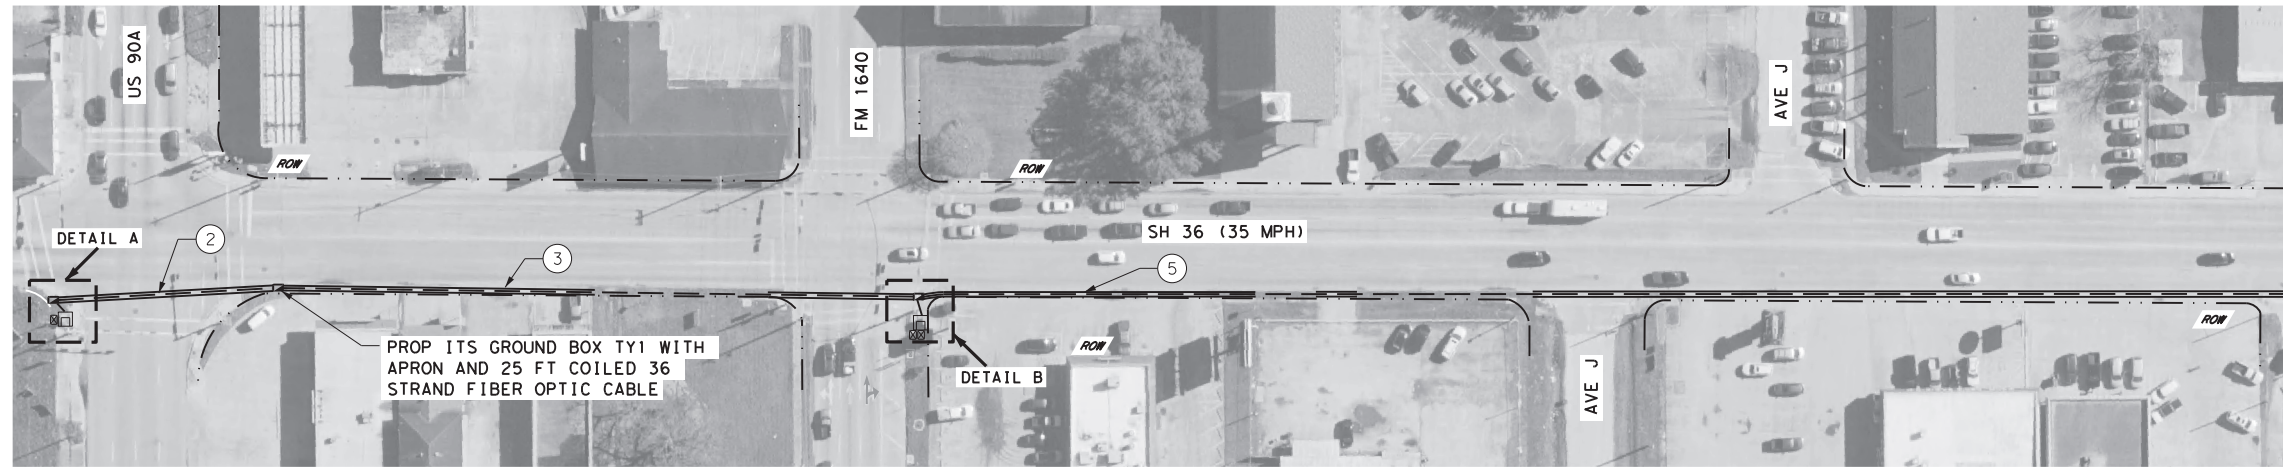 US 90A
FM 1640
AVE J
ROW
ROW
DETAIL A
2
3
SH 36 (35 MPH)
5
PROP ITS GROUND BOX TY1 WITH
APRON AND 25 FT COILED 36
STRAND FIBER OPTIC CABLE
DETAIL B
ROW
AVE J
ROW